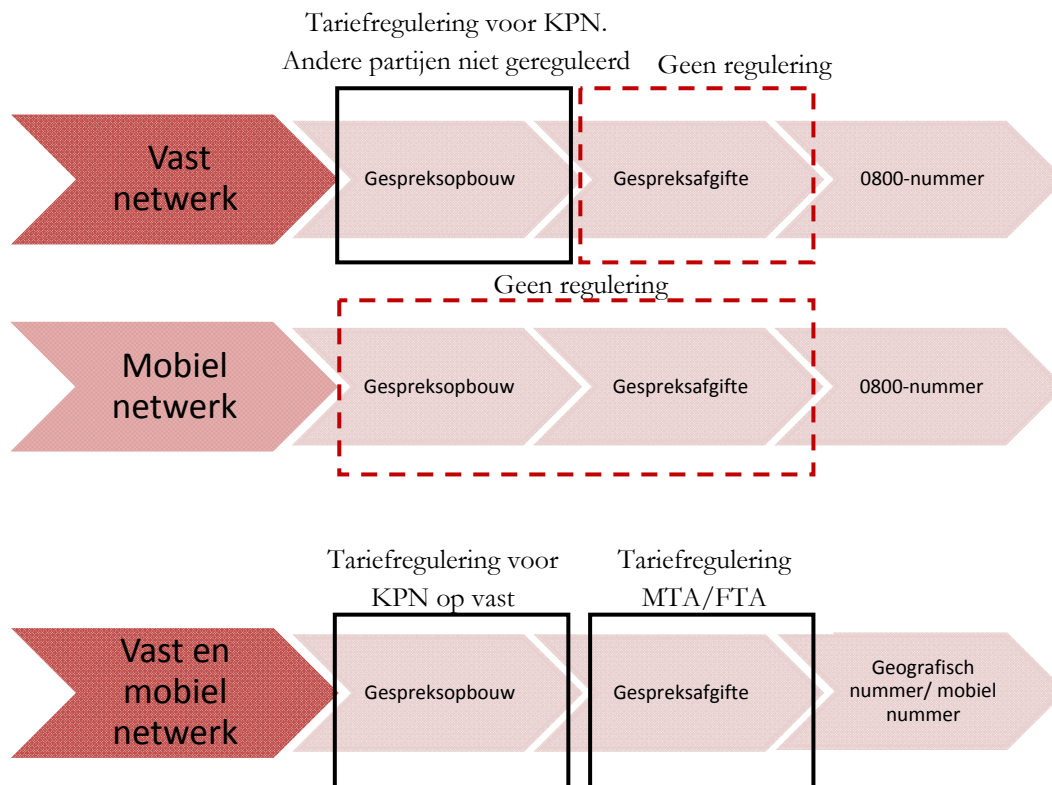 Tariefregulering voor KPN.
Andere partijen niet gereguleerd
Geen regulering
Vast
netwerk
Gespreksopbouw
Gespreksafgifte
0800-nummer
Geen regulering
Mobiel
netwerk
Gespreksopbouw
Gespreksafgifte
0800-nummer
Tariefregulering voor
KPN op vast
Tariefregulering
MTA/FTA
Vast en
mobiel
netwerk
Gespreksopbouw
Gespreksafgifte
Geografisch
nummer/ mobiel
nummer